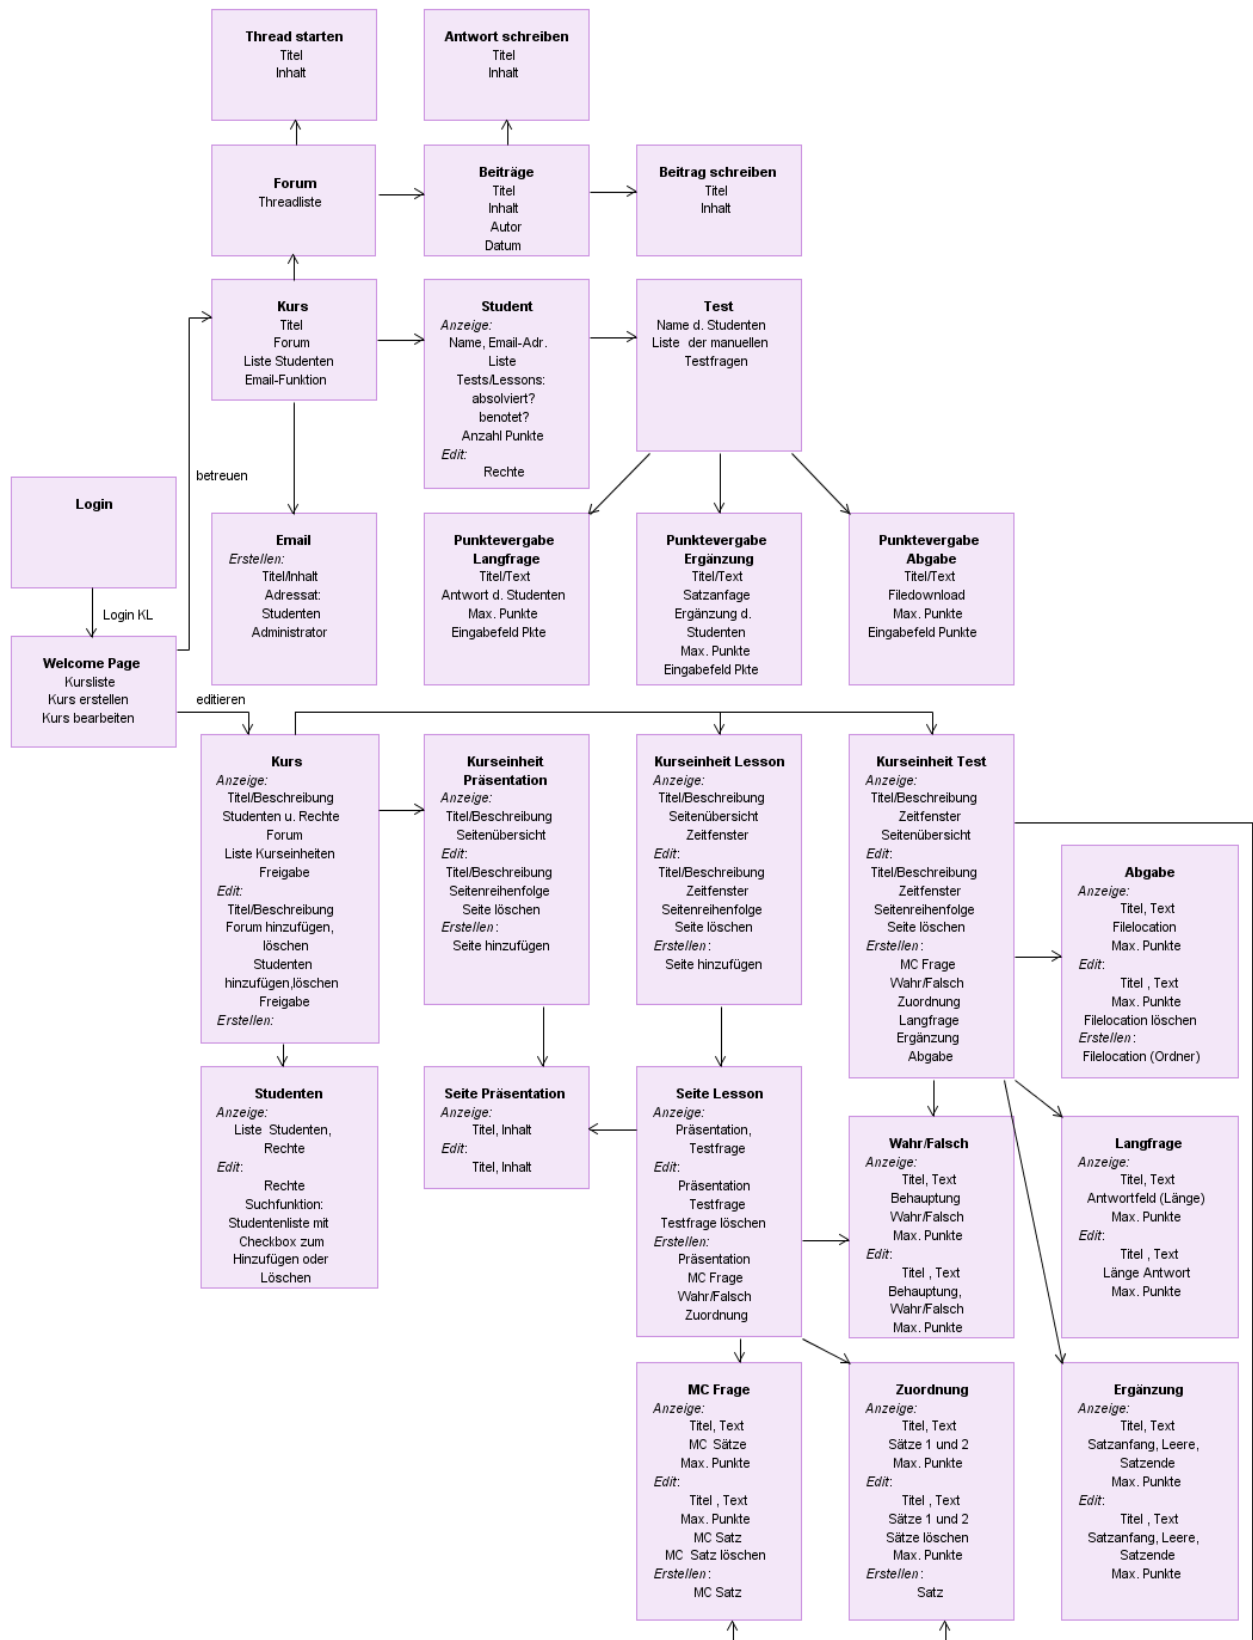 Thread starten
Titel
Inhalt
Antwort schreiben
Titel
Inhalt
Forum
Threadliste
Beiträge
Titel
Inhalt
Autor
Datum
Beitrag schreiben
Titel
Inhalt
Kurs
Titel
Forum
Liste Studenten
Email-Funktion
Student
Anzeige:
Name, Email-Adr.
Liste
Tests/Lessons:
absolviert?
benotet?
Anzahl Punkte
Edit:
Rechte
Test
Name d. Studenten
Liste der manuellen
Testfragen
betreuen
Login
Login KL
Email
Erstellen:
Titel/Inhalt
Adressat:
Studenten
Administrator
Punktevergabe
Langfrage
Titel/Text
Antwort d. Studenten
Max. Punkte
Eingabefeld Pkte
Punktevergabe
Ergänzung
Titel/Text
Satzanfage
Ergänzung d.
Studenten
Max. Punkte
Eingabefeld Pkte
Punktevergabe
Abgabe
Titel/Text
Filedownload
Max. Punkte
Eingabefeld Punkte
Welcome Page
Kursliste
Kurs erstellen
Kurs bearbeiten
editieren
Kurs
Anzeige:
Titel/Beschreibung
Studenten u. Rechte
Forum
Liste Kurseinheiten
Freigabe
Edit:
Titel/Beschreibung
Forum hinzufügen,
löschen
Studenten
hinzufügen,löschen
Freigabe
Erstellen:
Kurseinheit
Präsentation
Anzeige:
Titel/Beschreibung
Seitenübersicht
Edit:
Titel/Beschreibung
Seitenreihenfolge
Seite löschen
Erstellen:
Seite hinzufügen
Kurseinheit Lesson
Anzeige:
Titel/Beschreibung
Seitenübersicht
Zeitfenster
Edit:
Titel/Beschreibung
Zeitfenster
Seitenreihenfolge
Seite löschen
Erstellen:
Seite hinzufügen
Kurseinheit Test
Anzeige:
Titel/Beschreibung
Zeitfenster
Seitenübersicht
Edit:
Titel/Beschreibung
Zeitfenster
Seitenreihenfolge
Seite löschen
Erstellen:
MC Frage
Wahr/Falsch
Zuordnung
Langfrage
Ergänzung
Abgabe
Abgabe
Anzeige:
Titel, Text
Filelocation
Max. Punkte
Edit:
Titel , Text
Max. Punkte
Filelocation löschen
Erstellen:
Filelocation (Ordner)
Studenten
Anzeige:
Liste Studenten,
Rechte
Edit:
Rechte
Suchfunktion:
Studentenliste mit
Checkbox zum
Hinzufügen oder
Löschen
Seite Präsentation
Anzeige:
Titel, Inhalt
Edit:
Titel, Inhalt
Seite Lesson
Anzeige:
Präsentation,
Testfrage
Edit:
Präsentation
Testfrage
Testfrage löschen
Erstellen:
Präsentation
MC Frage
Wahr/Falsch
Zuordnung
Wahr/Falsch
Anzeige:
Titel, Text
Behauptung
Wahr/Falsch
Max. Punkte
Edit:
Titel , Text
Behauptung,
Wahr/Falsch
Max. Punkte
Langfrage
Anzeige:
Titel, Text
Antwortfeld (Länge)
Max. Punkte
Edit:
Titel , Text
Länge Antwort
Max. Punkte
MC Frage
Anzeige:
Titel, Text
MC Sätze
Max. Punkte
Edit:
Titel , Text
Max. Punkte
MC Satz
MC Satz löschen
Erstellen:
MC Satz
Zuordnung
Anzeige:
Titel, Text
Sätze 1 und 2
Max. Punkte
Edit:
Titel , Text
Sätze 1 und 2
Sätze löschen
Max. Punkte
Erstellen:
Satz
Ergänzung
Anzeige:
Titel, Text
Satzanfang, Leere,
Satzende
Max. Punkte
Edit:
Titel , Text
Satzanfang, Leere,
Satzende
Max. Punkte